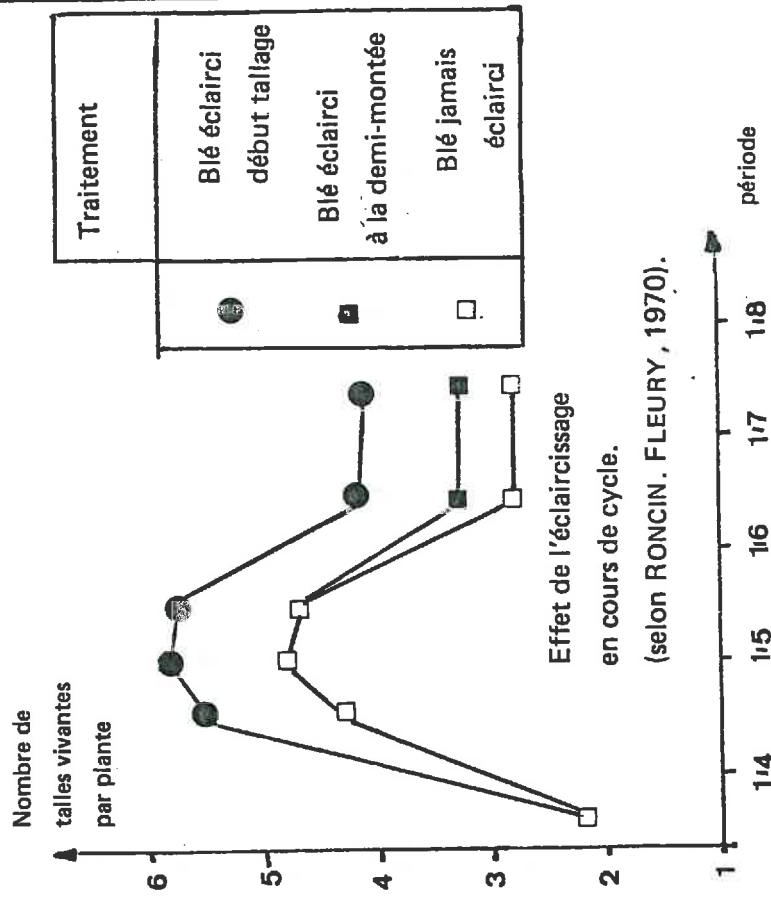 Nombre de
talles vivantes
par plante
6
5
4
3
2
1
1/4
1/5
1/6
1/7
1/8
période
Traitement
Blé éclairci
début tallage
Blé éclairci
à la demi-montée
Blé jamais
éclairci
Effet de l'éclaircissage
en cours de cycle.
(selon RONCIN. FLEURY, 1970).